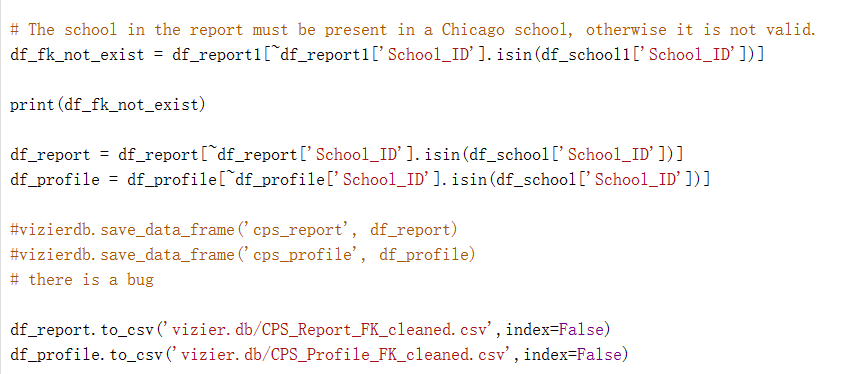 # The school in the report must be present in a Chicago school, otherwise it is not valid.
df_fk_not_exist = df_report1[~df_report1['School_ID'].isin(df_school1['School_ID'])]
print(df_fk_not_exist)
df_report = df_report[~df_report['School_ID'].isin(df_school['School_ID'])]
df_profile = df_profile[~df_profile['School_ID'].isin(df_school['School_ID'])]
#vizierdb.save_data_frame('cps_report', df_report)
#vizierdb.save_data_frame('cps_profile', df_profile)
# there is a bug
df_report.to_csv('vizier.db/CPS_Report_FK_cleaned.csv',index=False)
df_profile.to_csv('vizier.db/CPS_Profile_FK_cleaned.csv',index=False)